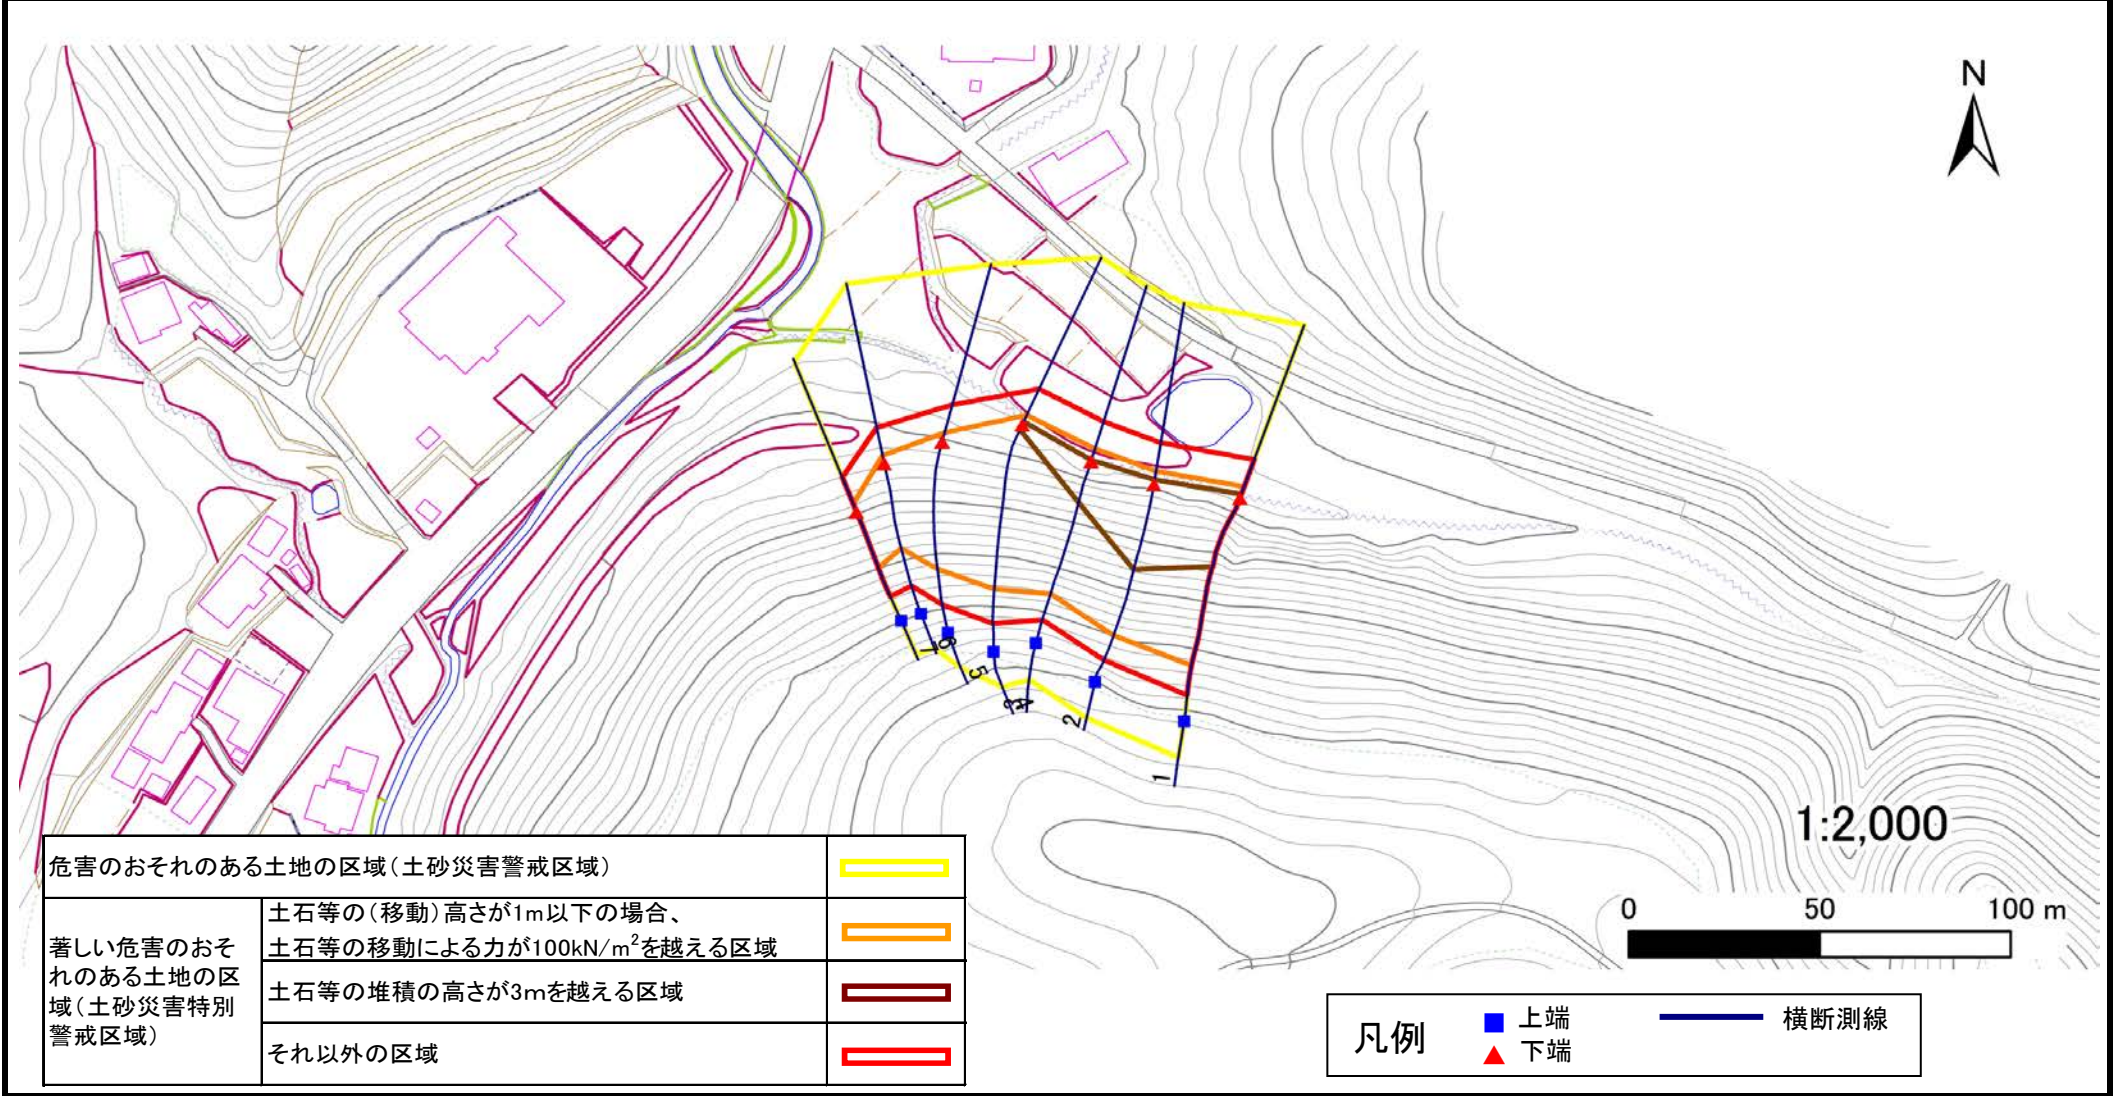 N
7
6
5
3
4
2
1
1:2,000
0 50 100 m
危害のおそれのある土地の区域(土砂災害警戒区域)
著しい危害のおそ
れのある土地の区
域(土砂災害特別
警戒区域)
土石等の(移動)高さが1m以下の場合、
土石等の移動による力が100kN/m²を越える区域
土石等の堆積の高さが3mを越える区域
それ以外の区域
凡例
上端
下端
横断測線